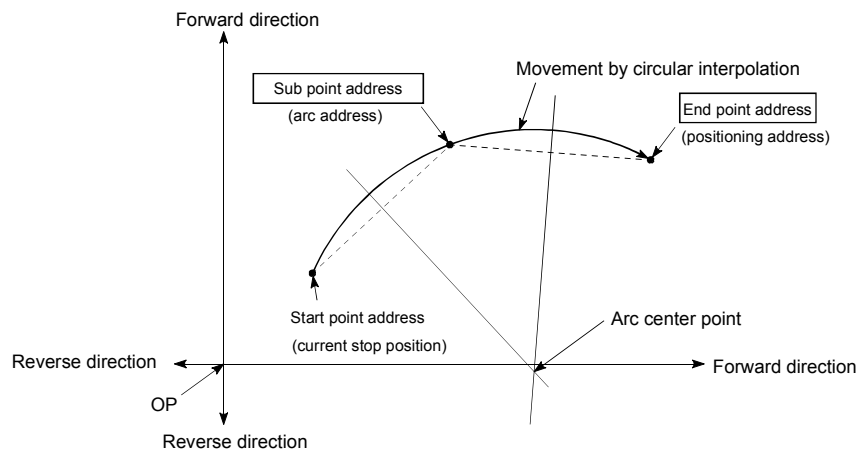 Forward direction
Movement by circular interpolation
Sub point address
(arc address)
End point address
(positioning address)
Start point address
(current stop position)
Arc center point
Reverse direction
Forward direction
OP
Reverse direction